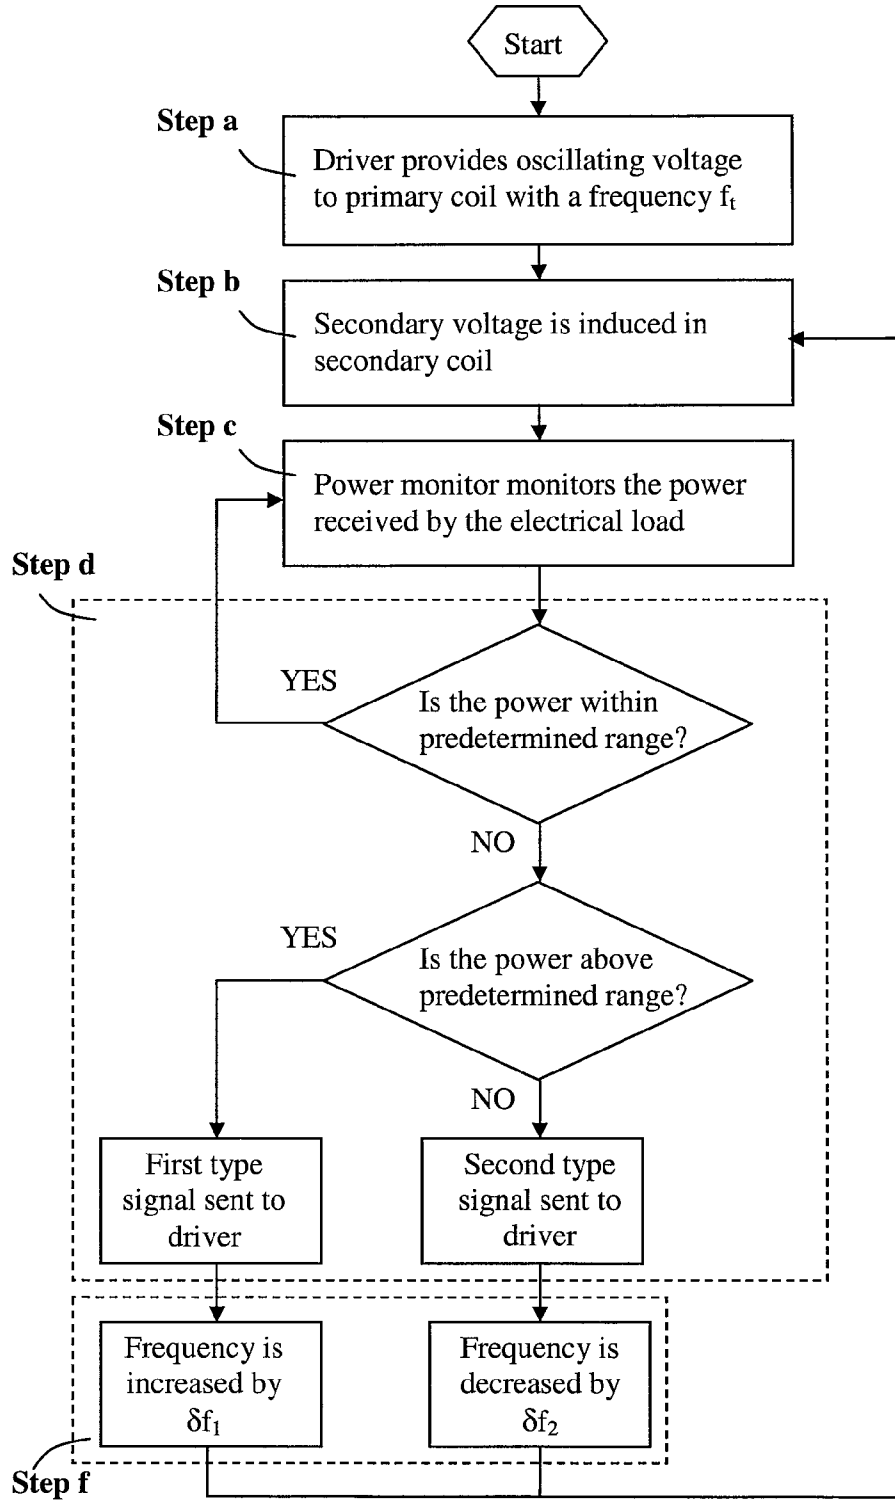 Start
Step a
Driver provides oscillating voltage
to primary coil with a frequency fₜ
Step b
Secondary voltage is induced in
secondary coil
Step c
Power monitor monitors the power
received by the electrical load
Step d
YES
Is the power within
predetermined range?
NO
YES
Is the power above
predetermined range?
NO
First type
signal sent to
driver
Second type
signal sent to
driver
Frequency is
increased by
δf₁
Frequency is
decreased by
δf₂
Step f